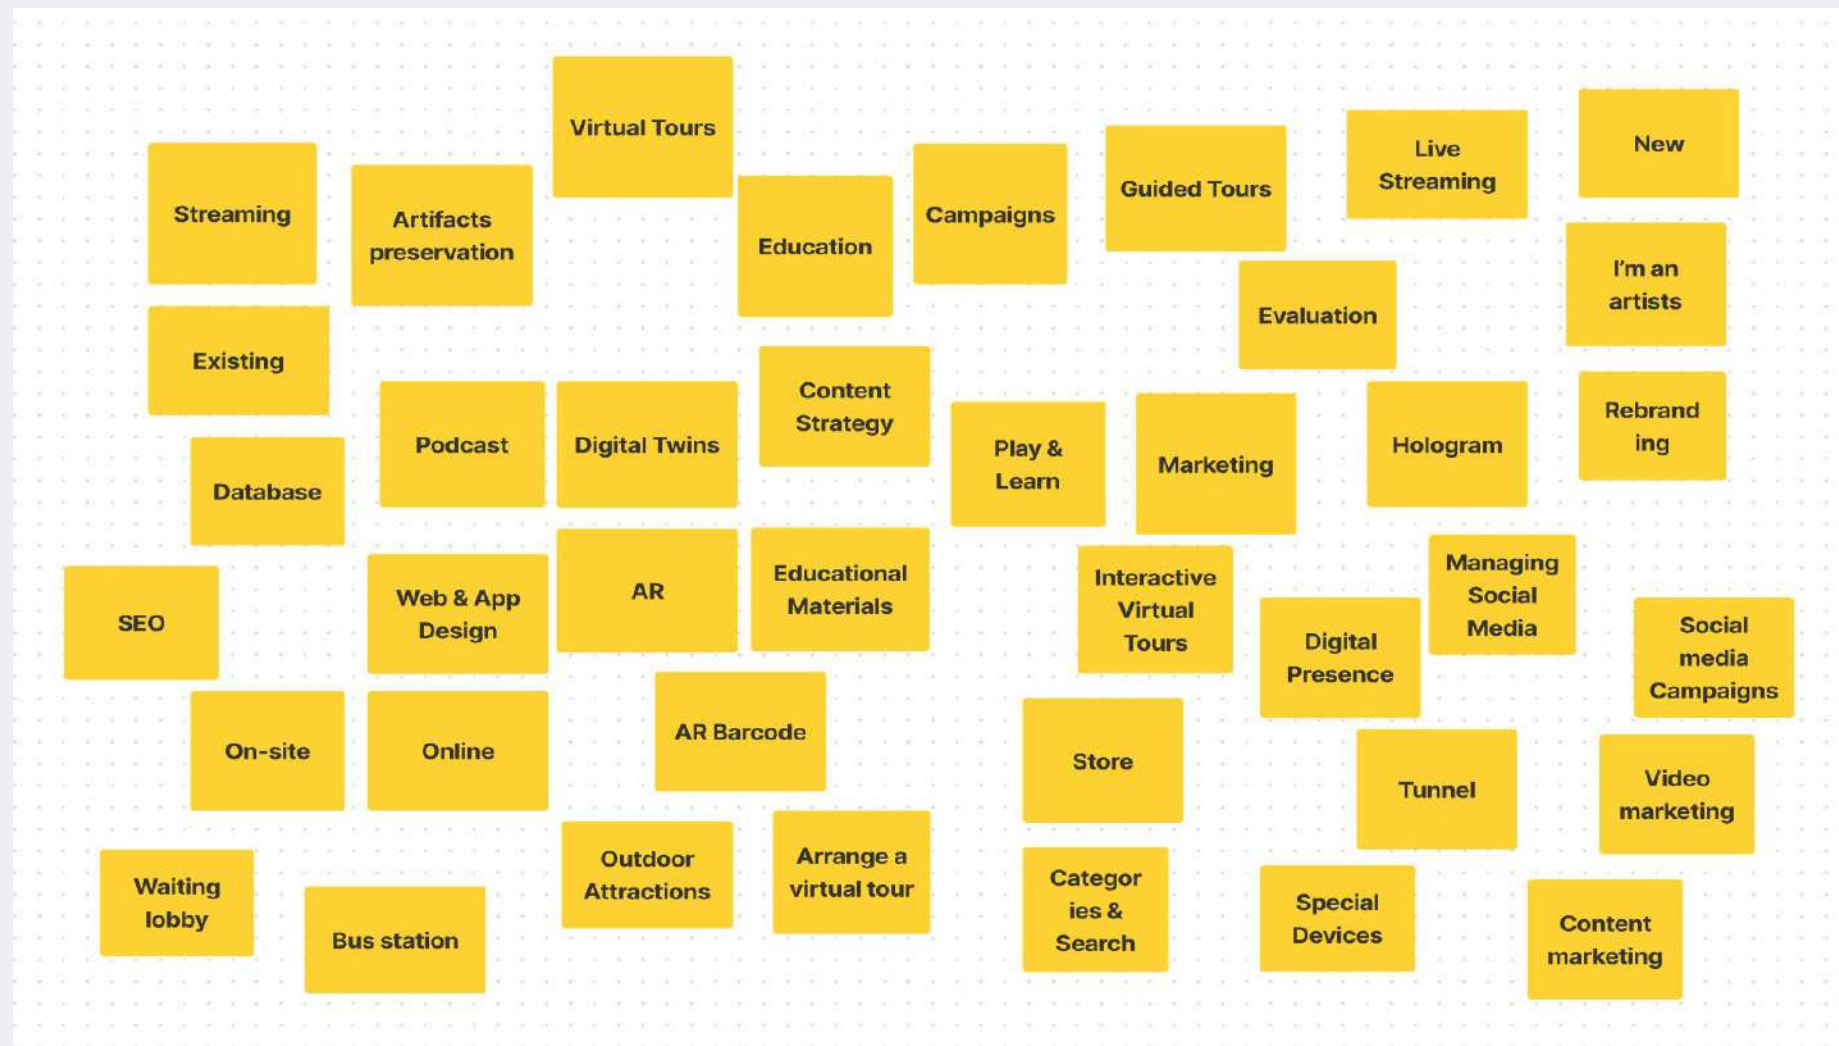 Virtual Tours
Streaming
Artifacts
preservation
Education
Campaigns
Guided Tours
Live
Streaming
New
I'm an
artists
Evaluation
Existing
Podcast
Digital Twins
Content
Strategy
Play &
Learn
Marketing
Hologram
Rebrand
ing
Database
SEO
Web & App
Design
AR
Educational
Materials
Interactive
Virtual
Tours
Digital
Presence
Managing
Social
Media
Social
media
Campaigns
On-site
Online
AR Barcode
Store
Tunnel
Video
marketing
Waiting
lobby
Bus station
Outdoor
Attractions
Arrange a
virtual tour
Categor
ies &
Search
Special
Devices
Content
marketing